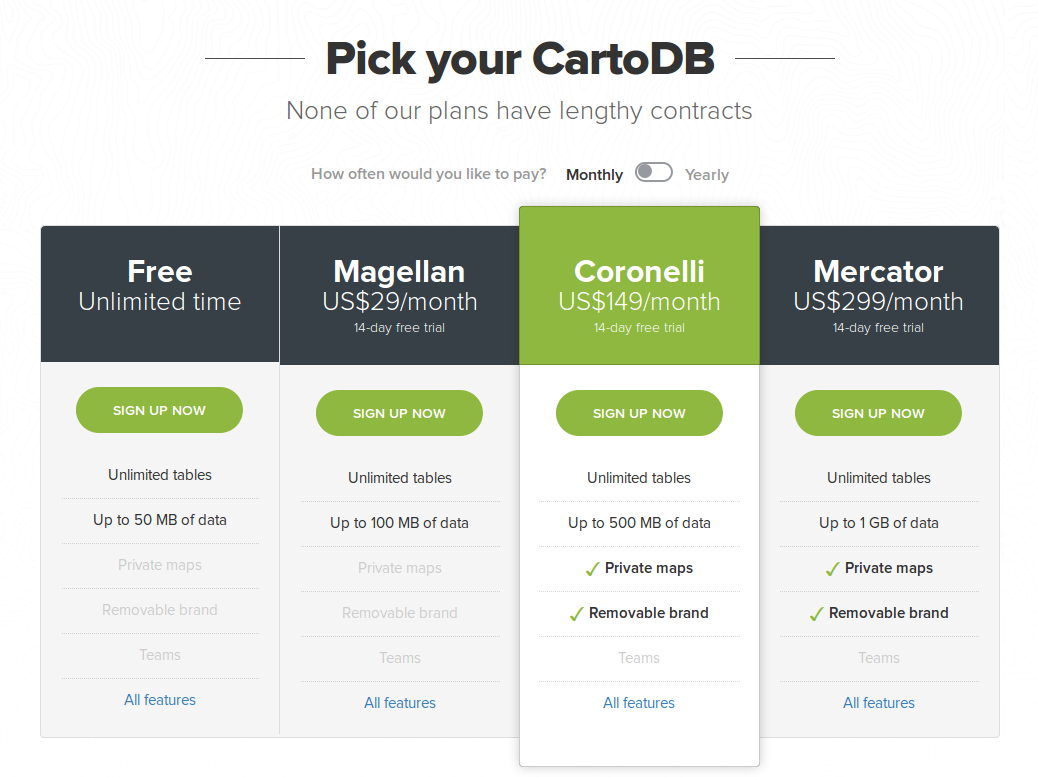 Pick your CartoDB
None of our plans have lengthy contracts
How often would you like to pay? Monthly Yearly
Free
Unlimited time
SIGN UP NOW
Unlimited tables
Up to 50 MB of data
Private maps
Removable brand
Teams
All features
Magellan
US$29/month
14-day free trial
SIGN UP NOW
Unlimited tables
Up to 100 MB of data
Private maps
Removable brand
Teams
All features
Coronelli
US$149/month
14-day free trial
SIGN UP NOW
Unlimited tables
Up to 500 MB of data
✓ Private maps
✓ Removable brand
Teams
All features
Mercator
US$299/month
14-day free trial
SIGN UP NOW
Unlimited tables
Up to 1 GB of data
✓ Private maps
✓ Removable brand
Teams
All features